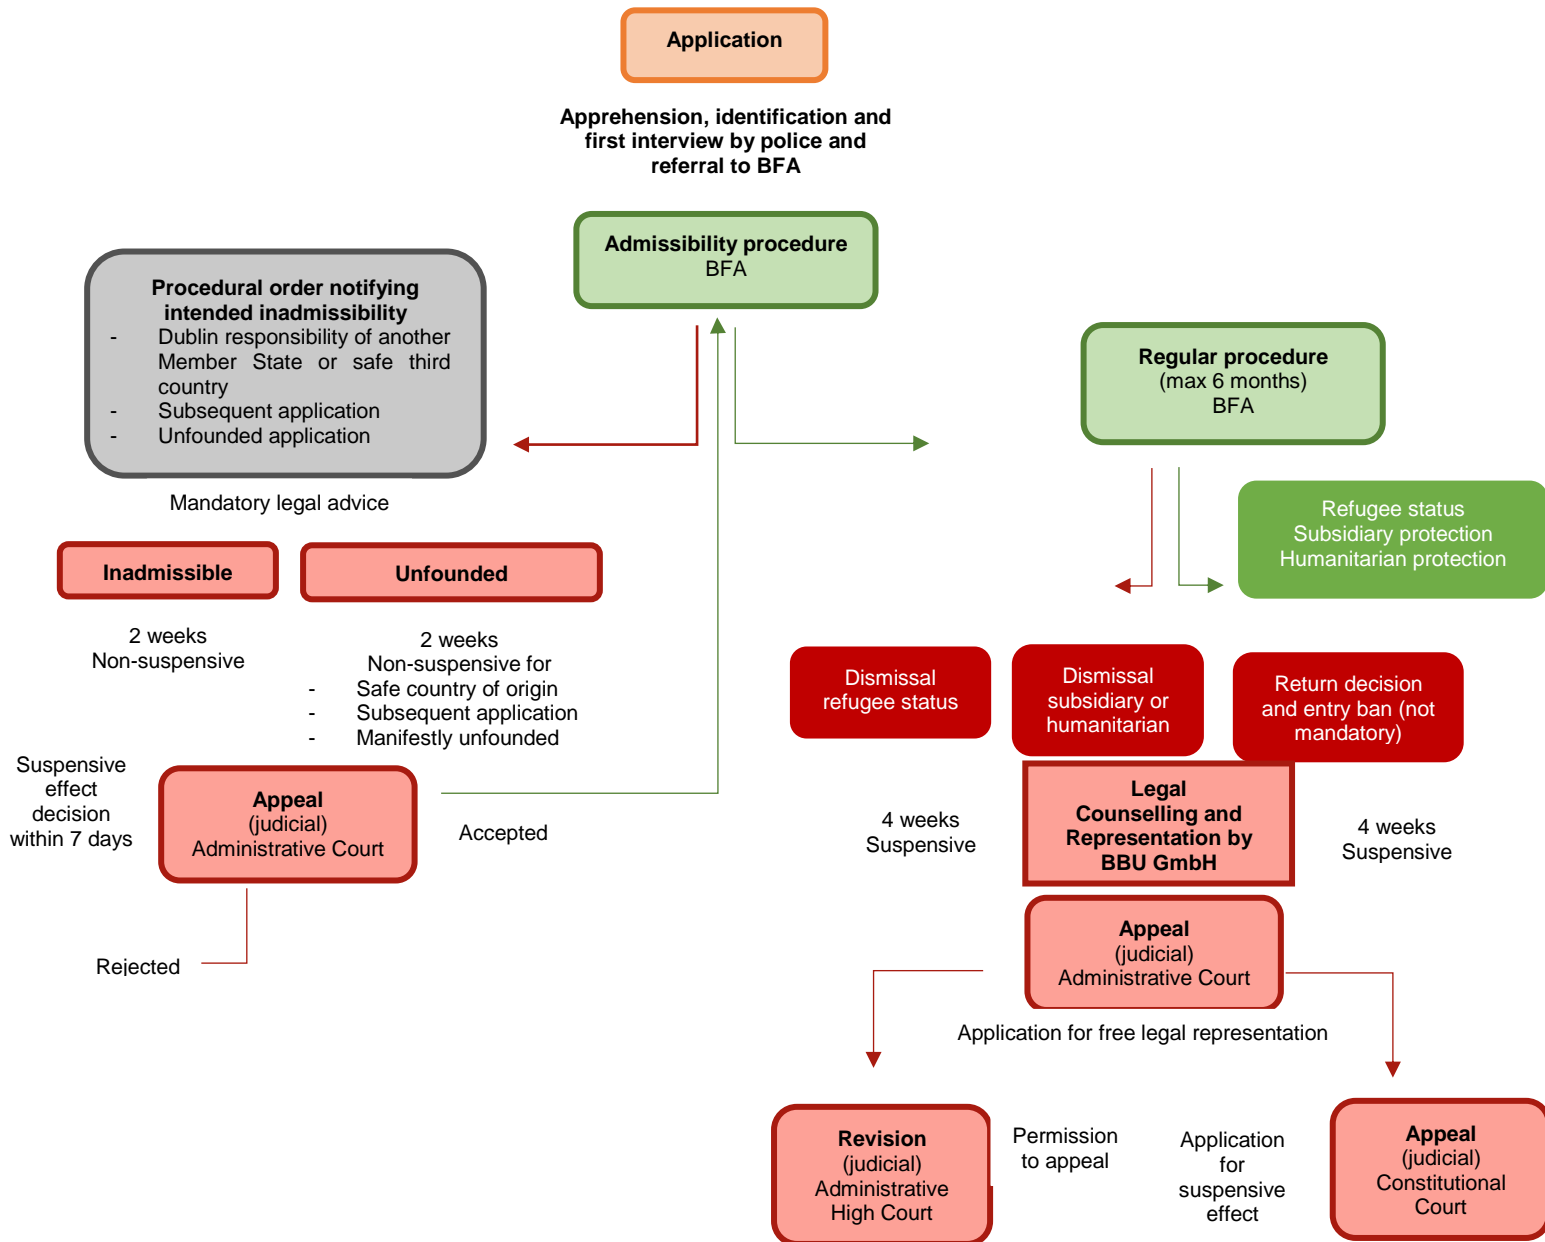 Application
Apprehension, identification and
first interview by police and
referral to BFA
Admissibility procedure
BFA
Procedural order notifying
intended inadmissibility
- Dublin responsibility of another
Member State or safe third
country
- Subsequent application
- Unfounded application
Mandatory legal advice
Regular procedure
(max 6 months)
BFA
Refugee status
Subsidiary protection
Humanitarian protection
Inadmissible
Unfounded
2 weeks
Non-suspensive
2 weeks
Non-suspensive for
- Safe country of origin
- Subsequent application
- Manifestly unfounded
Dismissal
refugee status
Dismissal
subsidiary or
humanitarian
Return decision
and entry ban (not
mandatory)
Suspensive
effect
decision
within 7 days
Appeal
(judicial)
Administrative Court
Accepted
Rejected
4 weeks
Suspensive
Legal
Counselling and
Representation by
BBU GmbH
4 weeks
Suspensive
Appeal
(judicial)
Administrative Court
Application for free legal representation
Revision
(judicial)
Administrative
High Court
Permission
to appeal
Application
for
suspensive
effect
Appeal
(judicial)
Constitutional
Court